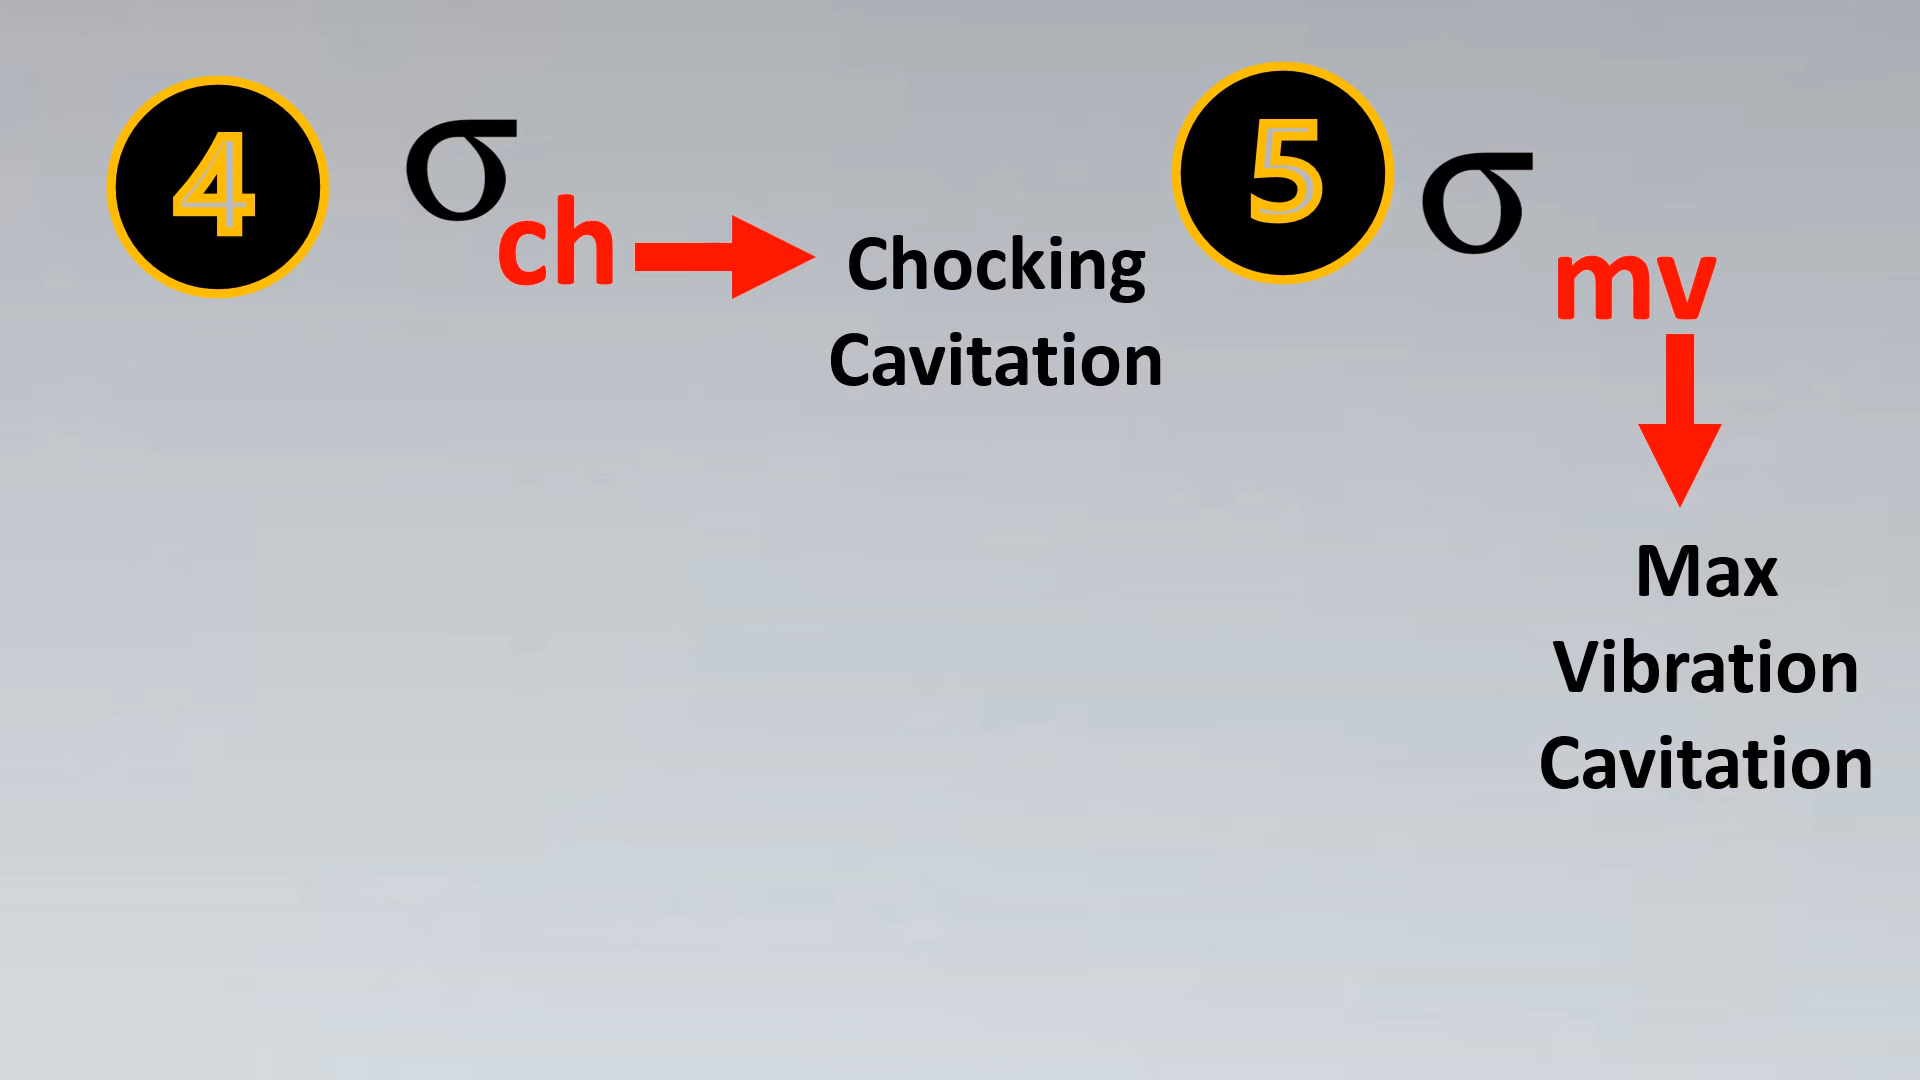 4 σch Chocking
Cavitation
5 σmv
Max
Vibration
Cavitation